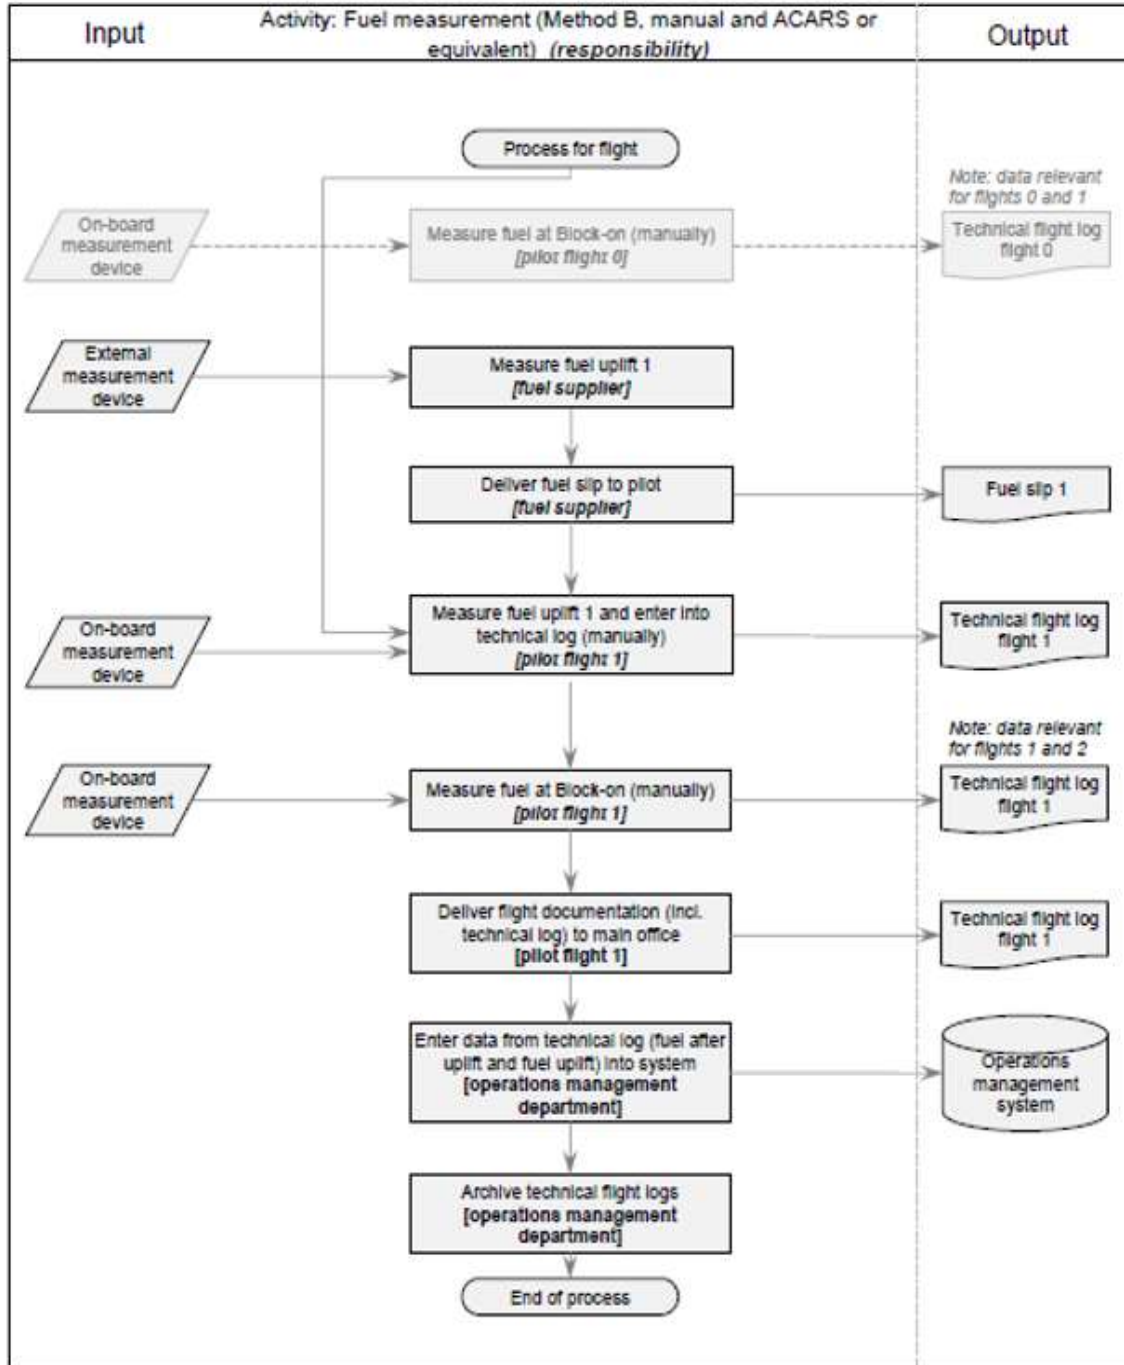 Input
Activity: Fuel measurement (Method B, manual and ACARS or
equivalent) (responsibility)
Output
Process for flight
Note: data relevant
for flights 0 and 1
On-board
measurement
device
Measure fuel at Block-on (manually)
[pilot flight 0]
Technical flight log
flight 0
External
measurement
device
Measure fuel uplift 1
[fuel supplier]
Deliver fuel slip to pilot
[fuel supplier]
Fuel slip 1
On-board
measurement
device
Measure fuel uplift 1 and enter into
technical log (manually)
[pilot flight 1]
Technical flight log
flight 1
Note: data relevant
for flights 1 and 2
On-board
measurement
device
Measure fuel at Block-on (manually)
[pilot flight 1]
Technical flight log
flight 1
Deliver flight documentation (incl.
technical log) to main office
[pilot flight 1]
Technical flight log
flight 1
Enter data from technical log (fuel after
uplift and fuel uplift) into system
[operations management
department]
Operations
management
system
Archive technical flight logs
[operations management
department]
End of process